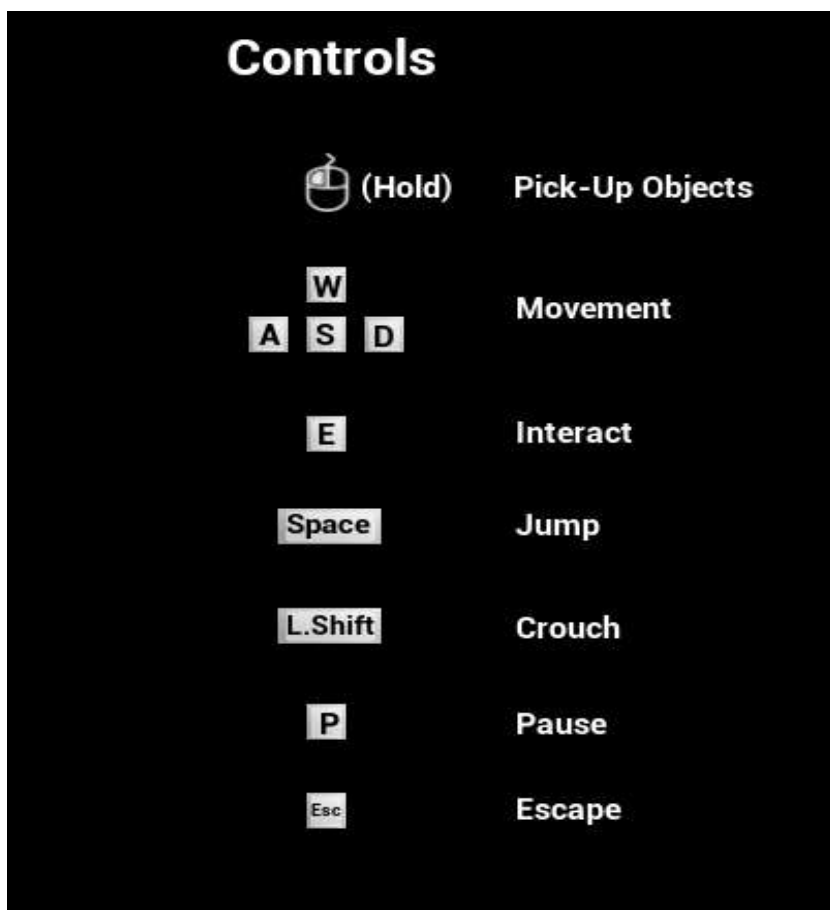 Controls
(Hold) Pick-Up Objects
W
A S D Movement
E Interact
Space Jump
L.Shift Crouch
P Pause
Esc Escape